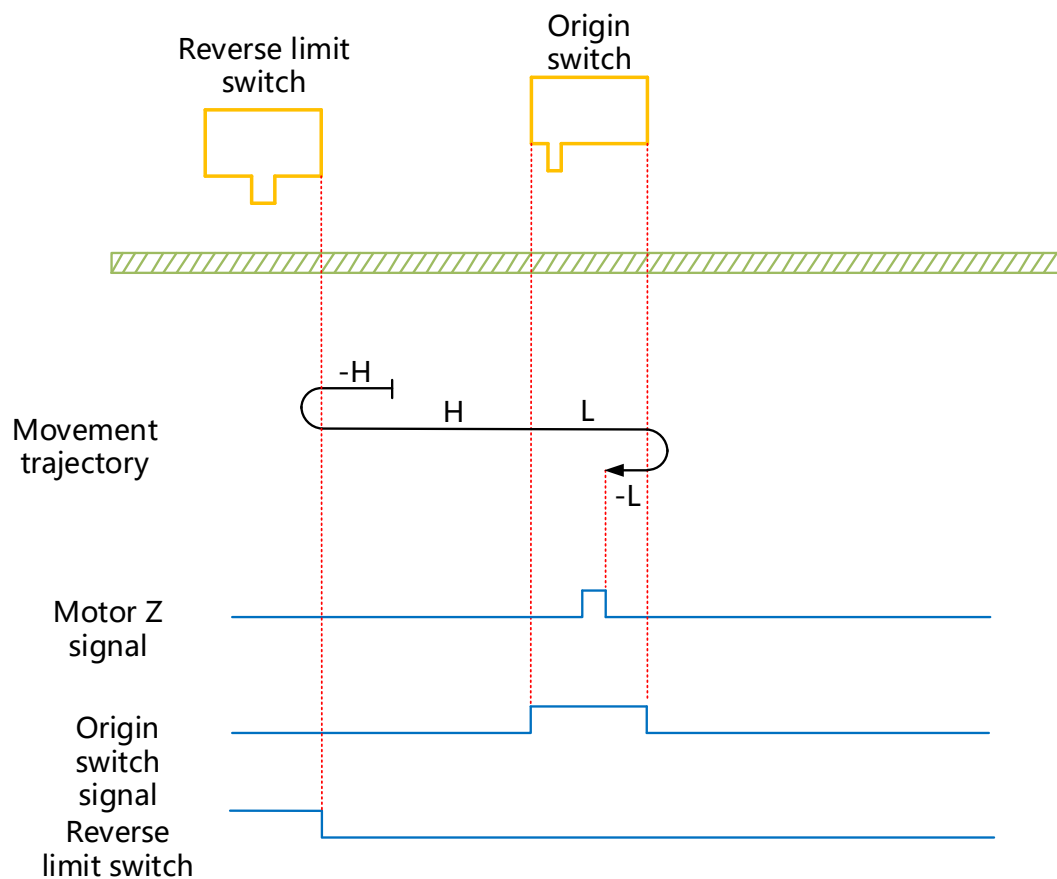 Reverse limit
switch
Origin
switch
-H
H
L
-L
Movement
trajectory
Motor Z
signal
Origin
switch
signal
Reverse
limit switch